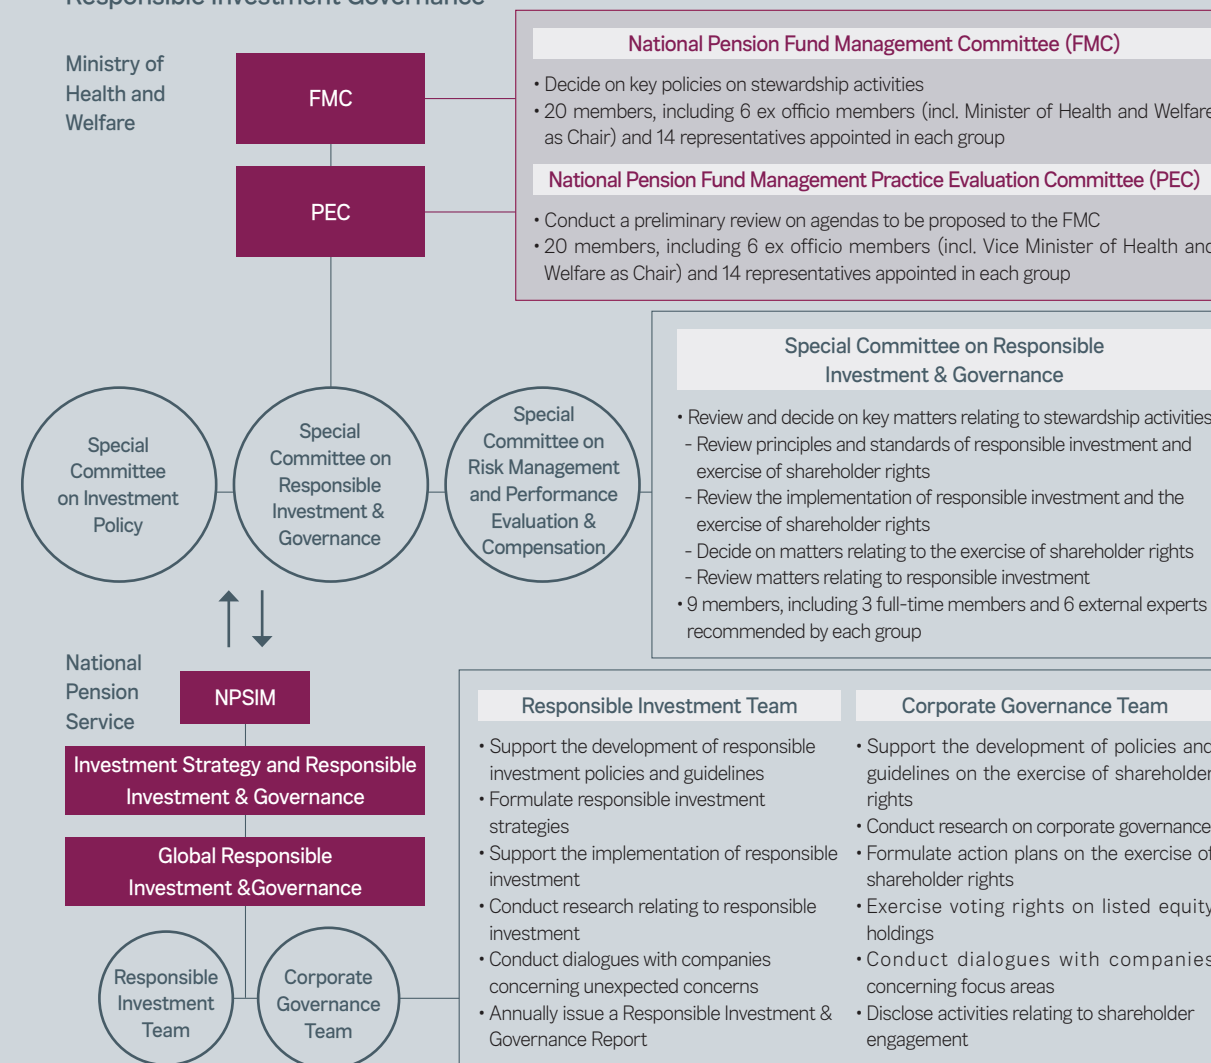 Responsible Investment Governance
Ministry of
Health and
Welfare
FMC
PEC
National Pension Fund Management Committee (FMC)
• Decide on key policies on stewardship activities
• 20 members, including 6 ex officio members (incl. Minister of Health and Welfare
as Chair) and 14 representatives appointed in each group
National Pension Fund Management Practice Evaluation Committee (PEC)
• Conduct a preliminary review on agendas to be proposed to the FMC
• 20 members, including 6 ex officio members (incl. Vice Minister of Health and
Welfare as Chair) and 14 representatives appointed in each group
Special
Committee
on Investment
Policy
Special
Committee on
Responsible
Investment &
Governance
Special
Committee on
Risk Management
and Performance
Evaluation &
Compensation
Special Committee on Responsible
Investment & Governance
• Review and decide on key matters relating to stewardship activities
- Review principles and standards of responsible investment and
exercise of shareholder rights
- Review the implementation of responsible investment and the
exercise of shareholder rights
- Decide on matters relating to the exercise of shareholder rights
- Review matters relating to responsible investment
• 9 members, including 3 full-time members and 6 external experts
recommended by each group
National
Pension
Service
NPSIM
Investment Strategy and Responsible
Investment & Governance
Global Responsible
Investment &Governance
Responsible
Investment
Team
Corporate
Governance
Team
Responsible Investment Team
• Support the development of responsible
investment policies and guidelines
• Formulate responsible investment
strategies
• Support the implementation of responsible
investment
• Conduct research relating to responsible
investment
• Conduct dialogues with companies
concerning unexpected concerns
• Annually issue a Responsible Investment &
Governance Report
Corporate Governance Team
• Support the development of policies and
guidelines on the exercise of shareholder
rights
• Conduct research on corporate governance
• Formulate action plans on the exercise of
shareholder rights
• Exercise voting rights on listed equity
holdings
• Conduct dialogues with companies
concerning focus areas
• Disclose activities relating to shareholder
engagement